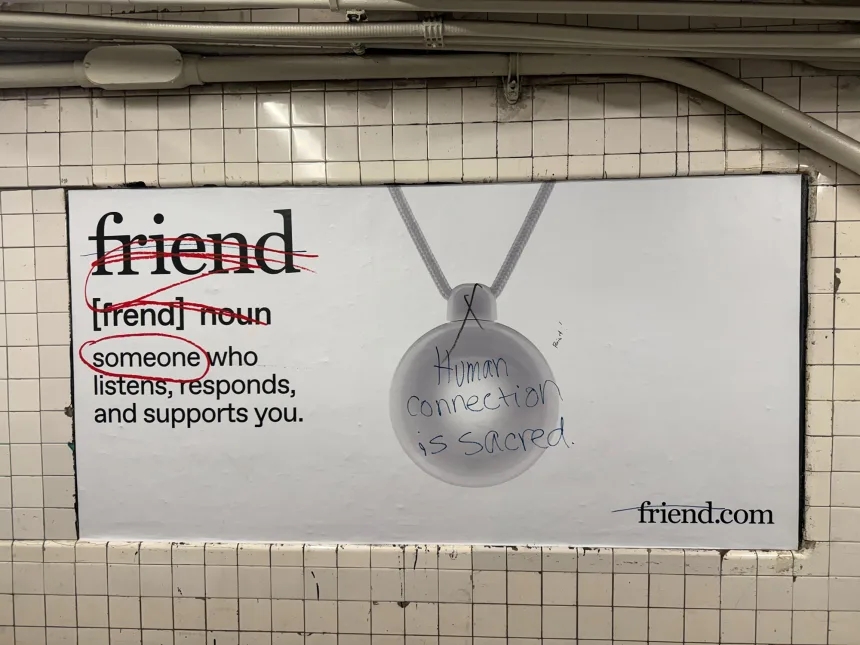 friend
[frend] noun
someone who
listens, responds,
and supports you.
Human
connection
is sacred.
friend.com